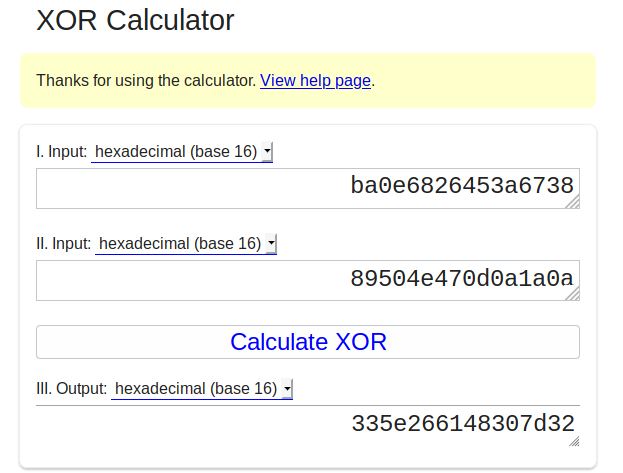 XOR Calculator
Thanks for using the calculator. View help page.
I. Input: hexadecimal (base 16)
ba0e6826453a6738
II. Input: hexadecimal (base 16)
89504e470d0a1a0a
Calculate XOR
III. Output: hexadecimal (base 16)
335e266148307d32